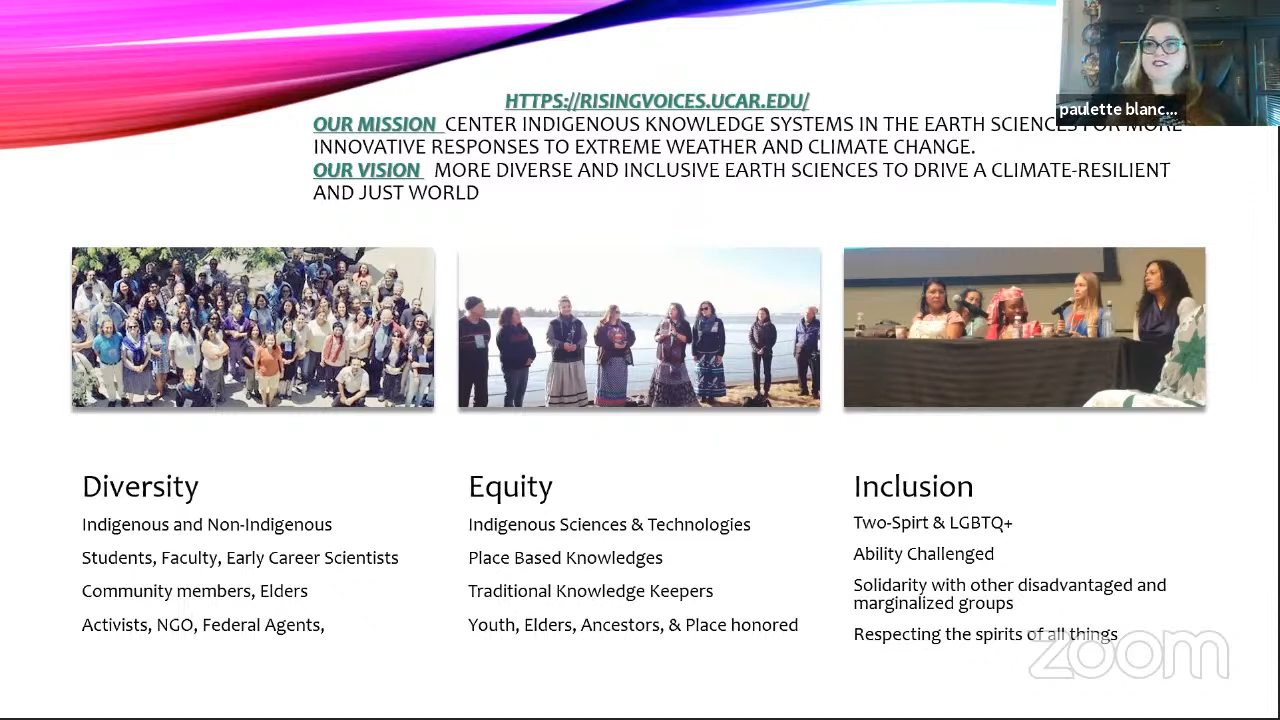 HTTPS://RISINGVOICES.UCAR.EDU/
OUR MISSION CENTER INDIGENOUS KNOWLEDGE SYSTEMS IN THE EARTH SCIENCES FOR MORE
INNOVATIVE RESPONSES TO EXTREME WEATHER AND CLIMATE CHANGE.
OUR VISION MORE DIVERSE AND INCLUSIVE EARTH SCIENCES TO DRIVE A CLIMATE-RESILIENT
AND JUST WORLD
paulette blanc...
Diversity
Indigenous and Non-Indigenous
Students, Faculty, Early Career Scientists
Community members, Elders
Activists, NGO, Federal Agents,
Equity
Indigenous Sciences & Technologies
Place Based Knowledges
Traditional Knowledge Keepers
Youth, Elders, Ancestors, & Place honored
Inclusion
Two-Spirt & LGBTQ+
Ability Challenged
Solidarity with other disadvantaged and
marginalized groups
Respecting the spirits of all things
zoom